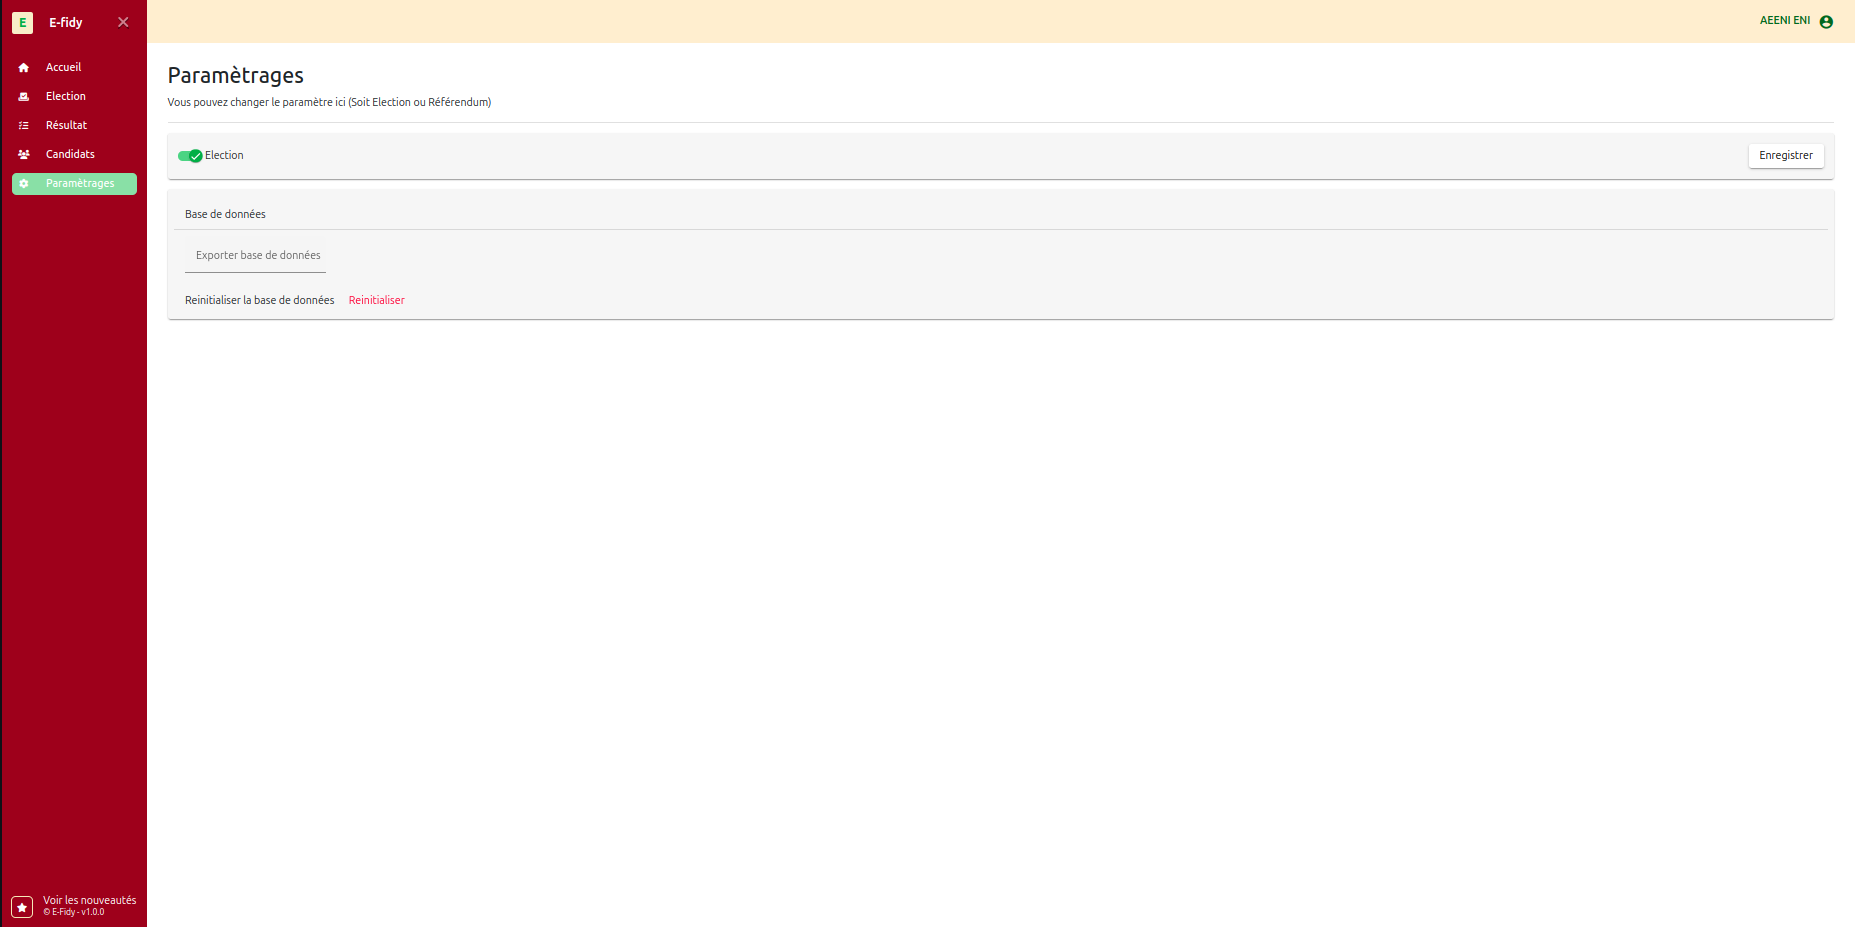 E
E-fidy
AEENI ENI
Accueil
Election
Résultat
Candidats
Paramètrages
Paramètrages
Vous pouvez changer le paramètre ici (Soit Election ou Référendum)
Election
Enregistrer
Base de données
Exporter base de données
Reinitialiser la base de données Reinitialiser
Voir les nouveautés
© E-Fidy - v1.0.0